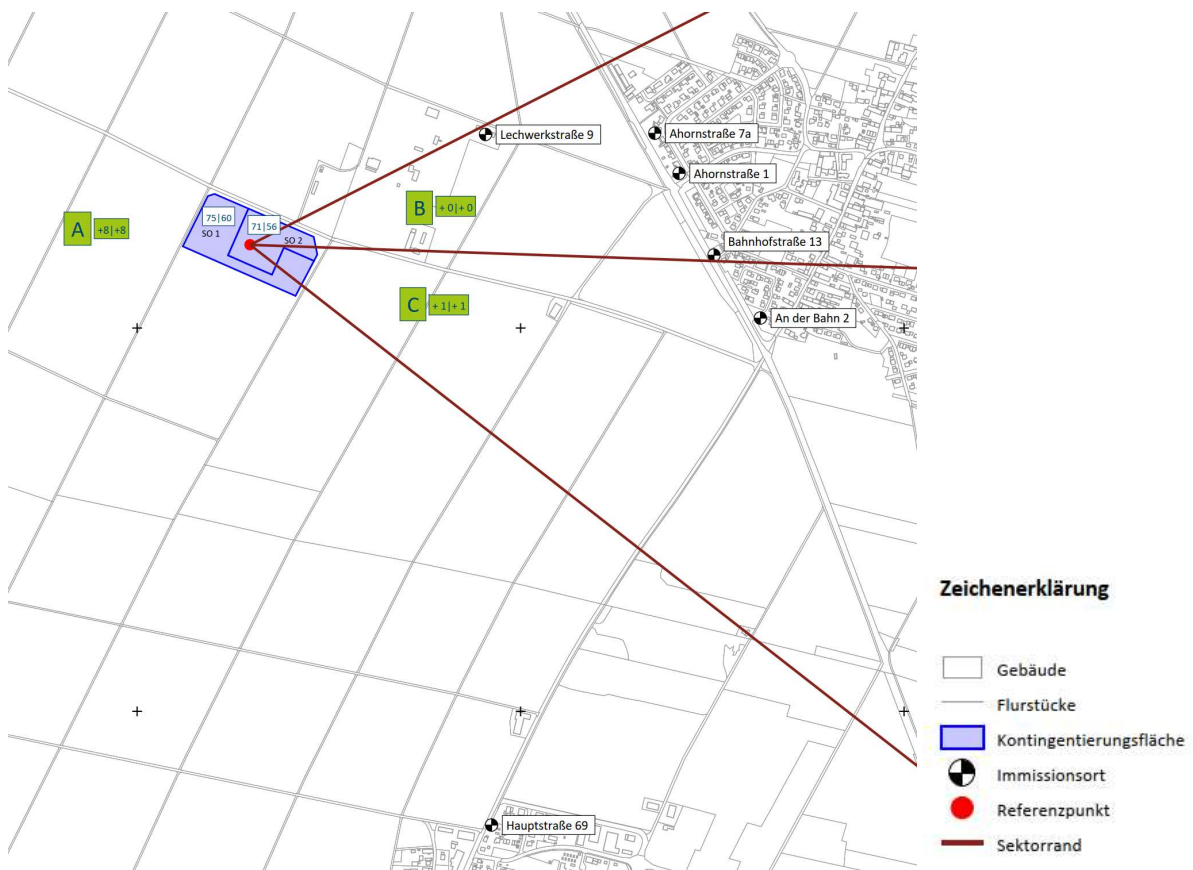 Lechwerkstraße 9
Ahornstraße 7a
Ahornstraße 1
A
+8|+8
75|60
SO 1
71|56
SO 2
B
+ 0|+ 0
Bahnhofstraße 13
C
+ 1|+ 1
An der Bahn 2
Hauptstraße 69
Zeichenerklärung
Gebäude
Flurstücke
Kontingentierungsfläche
Immissionsort
Referenzpunkt
Sektorrand